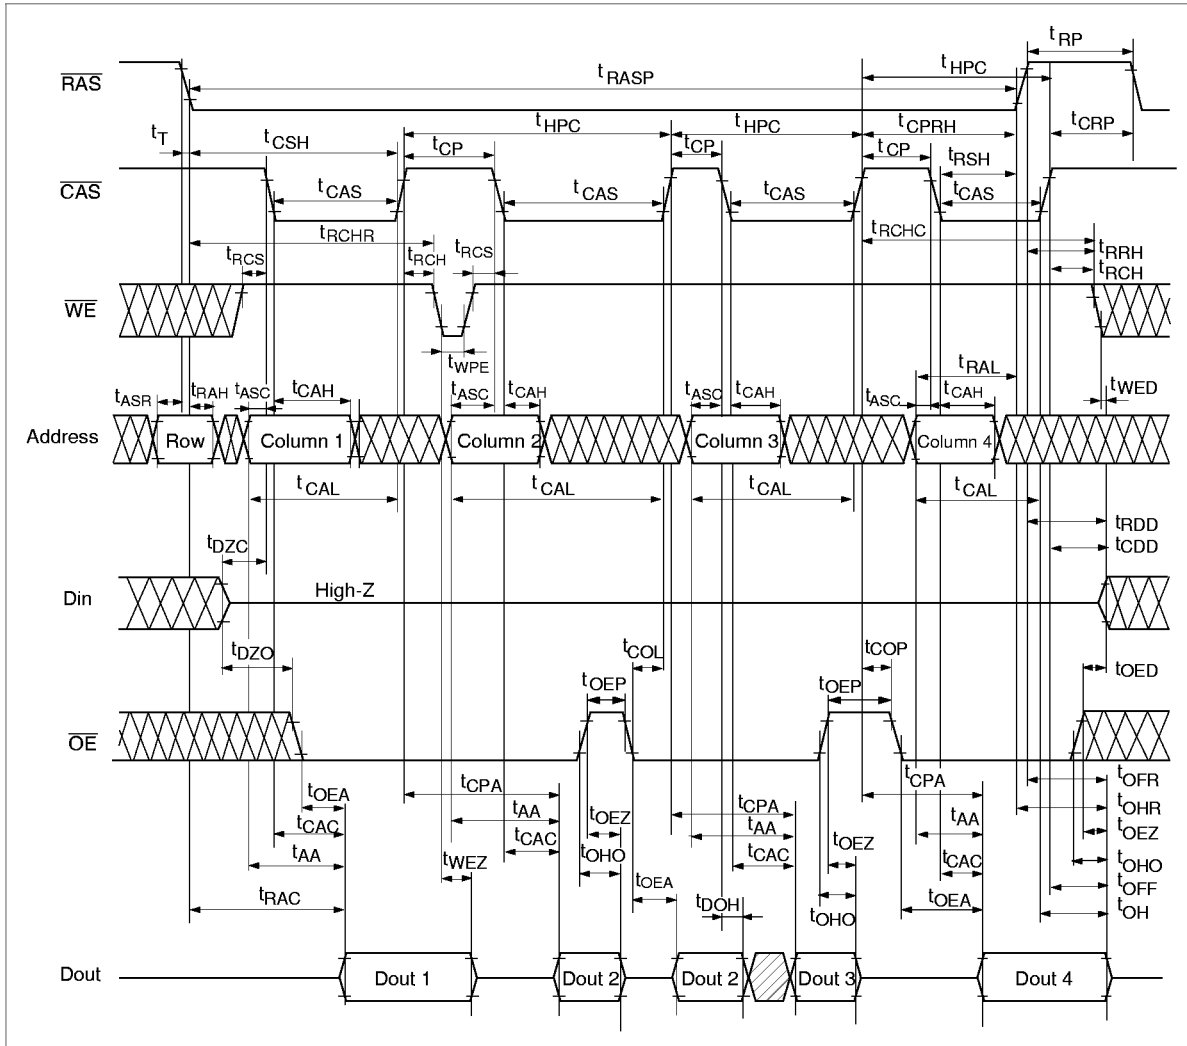 tRP
tHPC
RAS
tRASP
tT
tCSH
tHPC
tHPC
tCPRH
tCRP
tCP
tCP
tCP
tRSH
CAS
tCAS
tCAS
tCAS
tCAS
tRCHR
tRCHC
tRCS
tRCH
tRCS
tRRH
tRCH
WE
tWPE
tRAL
tASR
tRAH
tASC
tCAH
tASC
tCAH
tASC
tCAH
tASC
tCAH
tWED
Address
Row
Column 1
Column 2
Column 3
Column 4
tCAL
tCAL
tCAL
tCAL
tRDD
tDZC
tCDD
Din
High-Z
tDZO
tCOL
tCOP
tOED
tOEP
tOEP
OE
tOEA
tCPA
tCPA
tOFR
tCPA
tOHR
tCAC
tAA
tOEZ
tAA
tAA
tOEZ
tAA
tWEZ
tCAC
tOHO
tCAC
tOEZ
tCAC
tOHO
tRAC
tOEA
tDOH
tOHO
tOEA
tOFF
tOH
Dout
Dout 1
Dout 2
Dout 2
Dout 3
Dout 4